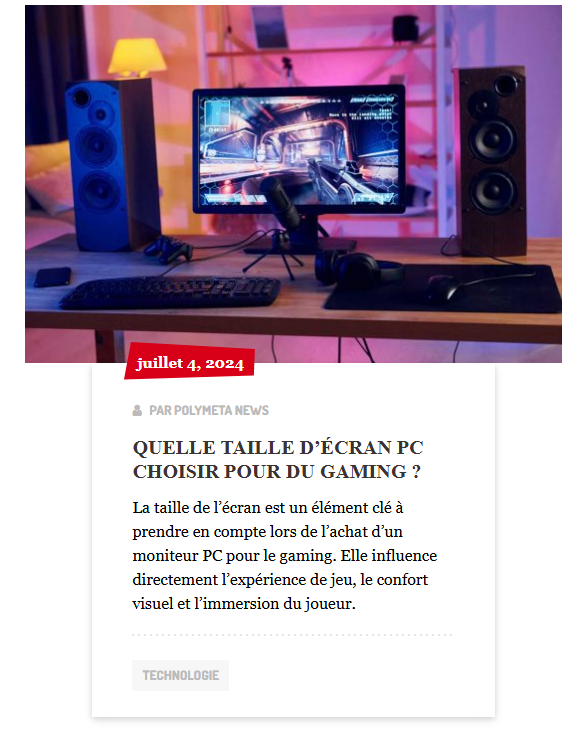 juillet 4, 2024
PAR POLYMETA NEWS
QUELLE TAILLE D’ÉCRAN PC
CHOISIR POUR DU GAMING ?
La taille de l’écran est un élément clé à
prendre en compte lors de l’achat d’un
moniteur PC pour le gaming. Elle influence
directement l’expérience de jeu, le confort
visuel et l’immersion du joueur.
TECHNOLOGIE